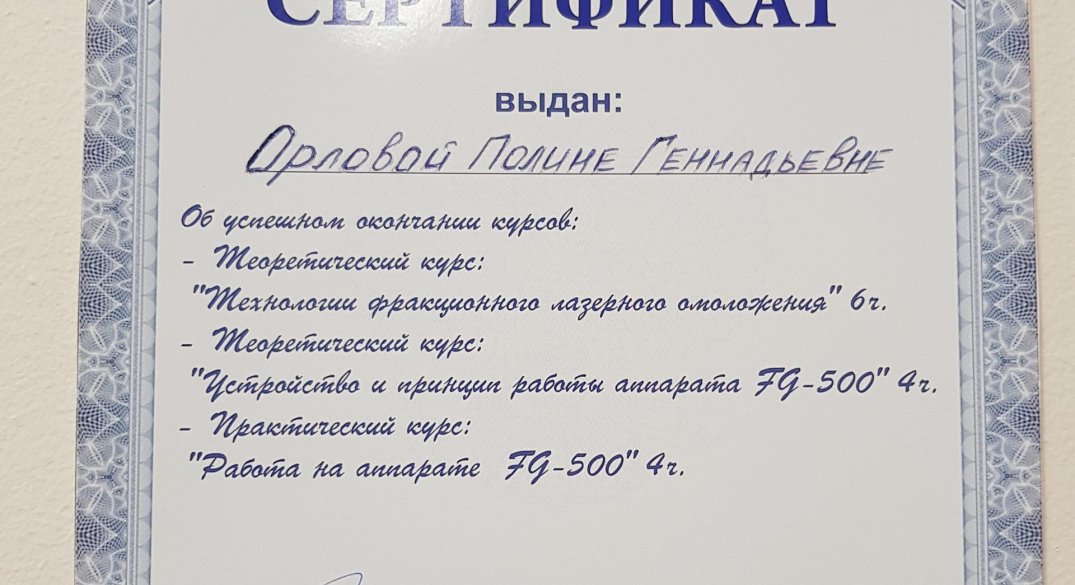 СЕРТИФИКАТ
выдан:
Орловой Полине Геннадьевне
Об успешном окончании курсов:
- Теоретический курс:
"Технологии фракционного лазерного омоложения" 6ч.
- Теоретический курс:
"Устройство и принцип работы аппарата FG-500" 4ч.
- Практический курс:
"Работа на аппарате FG-500" 4ч.